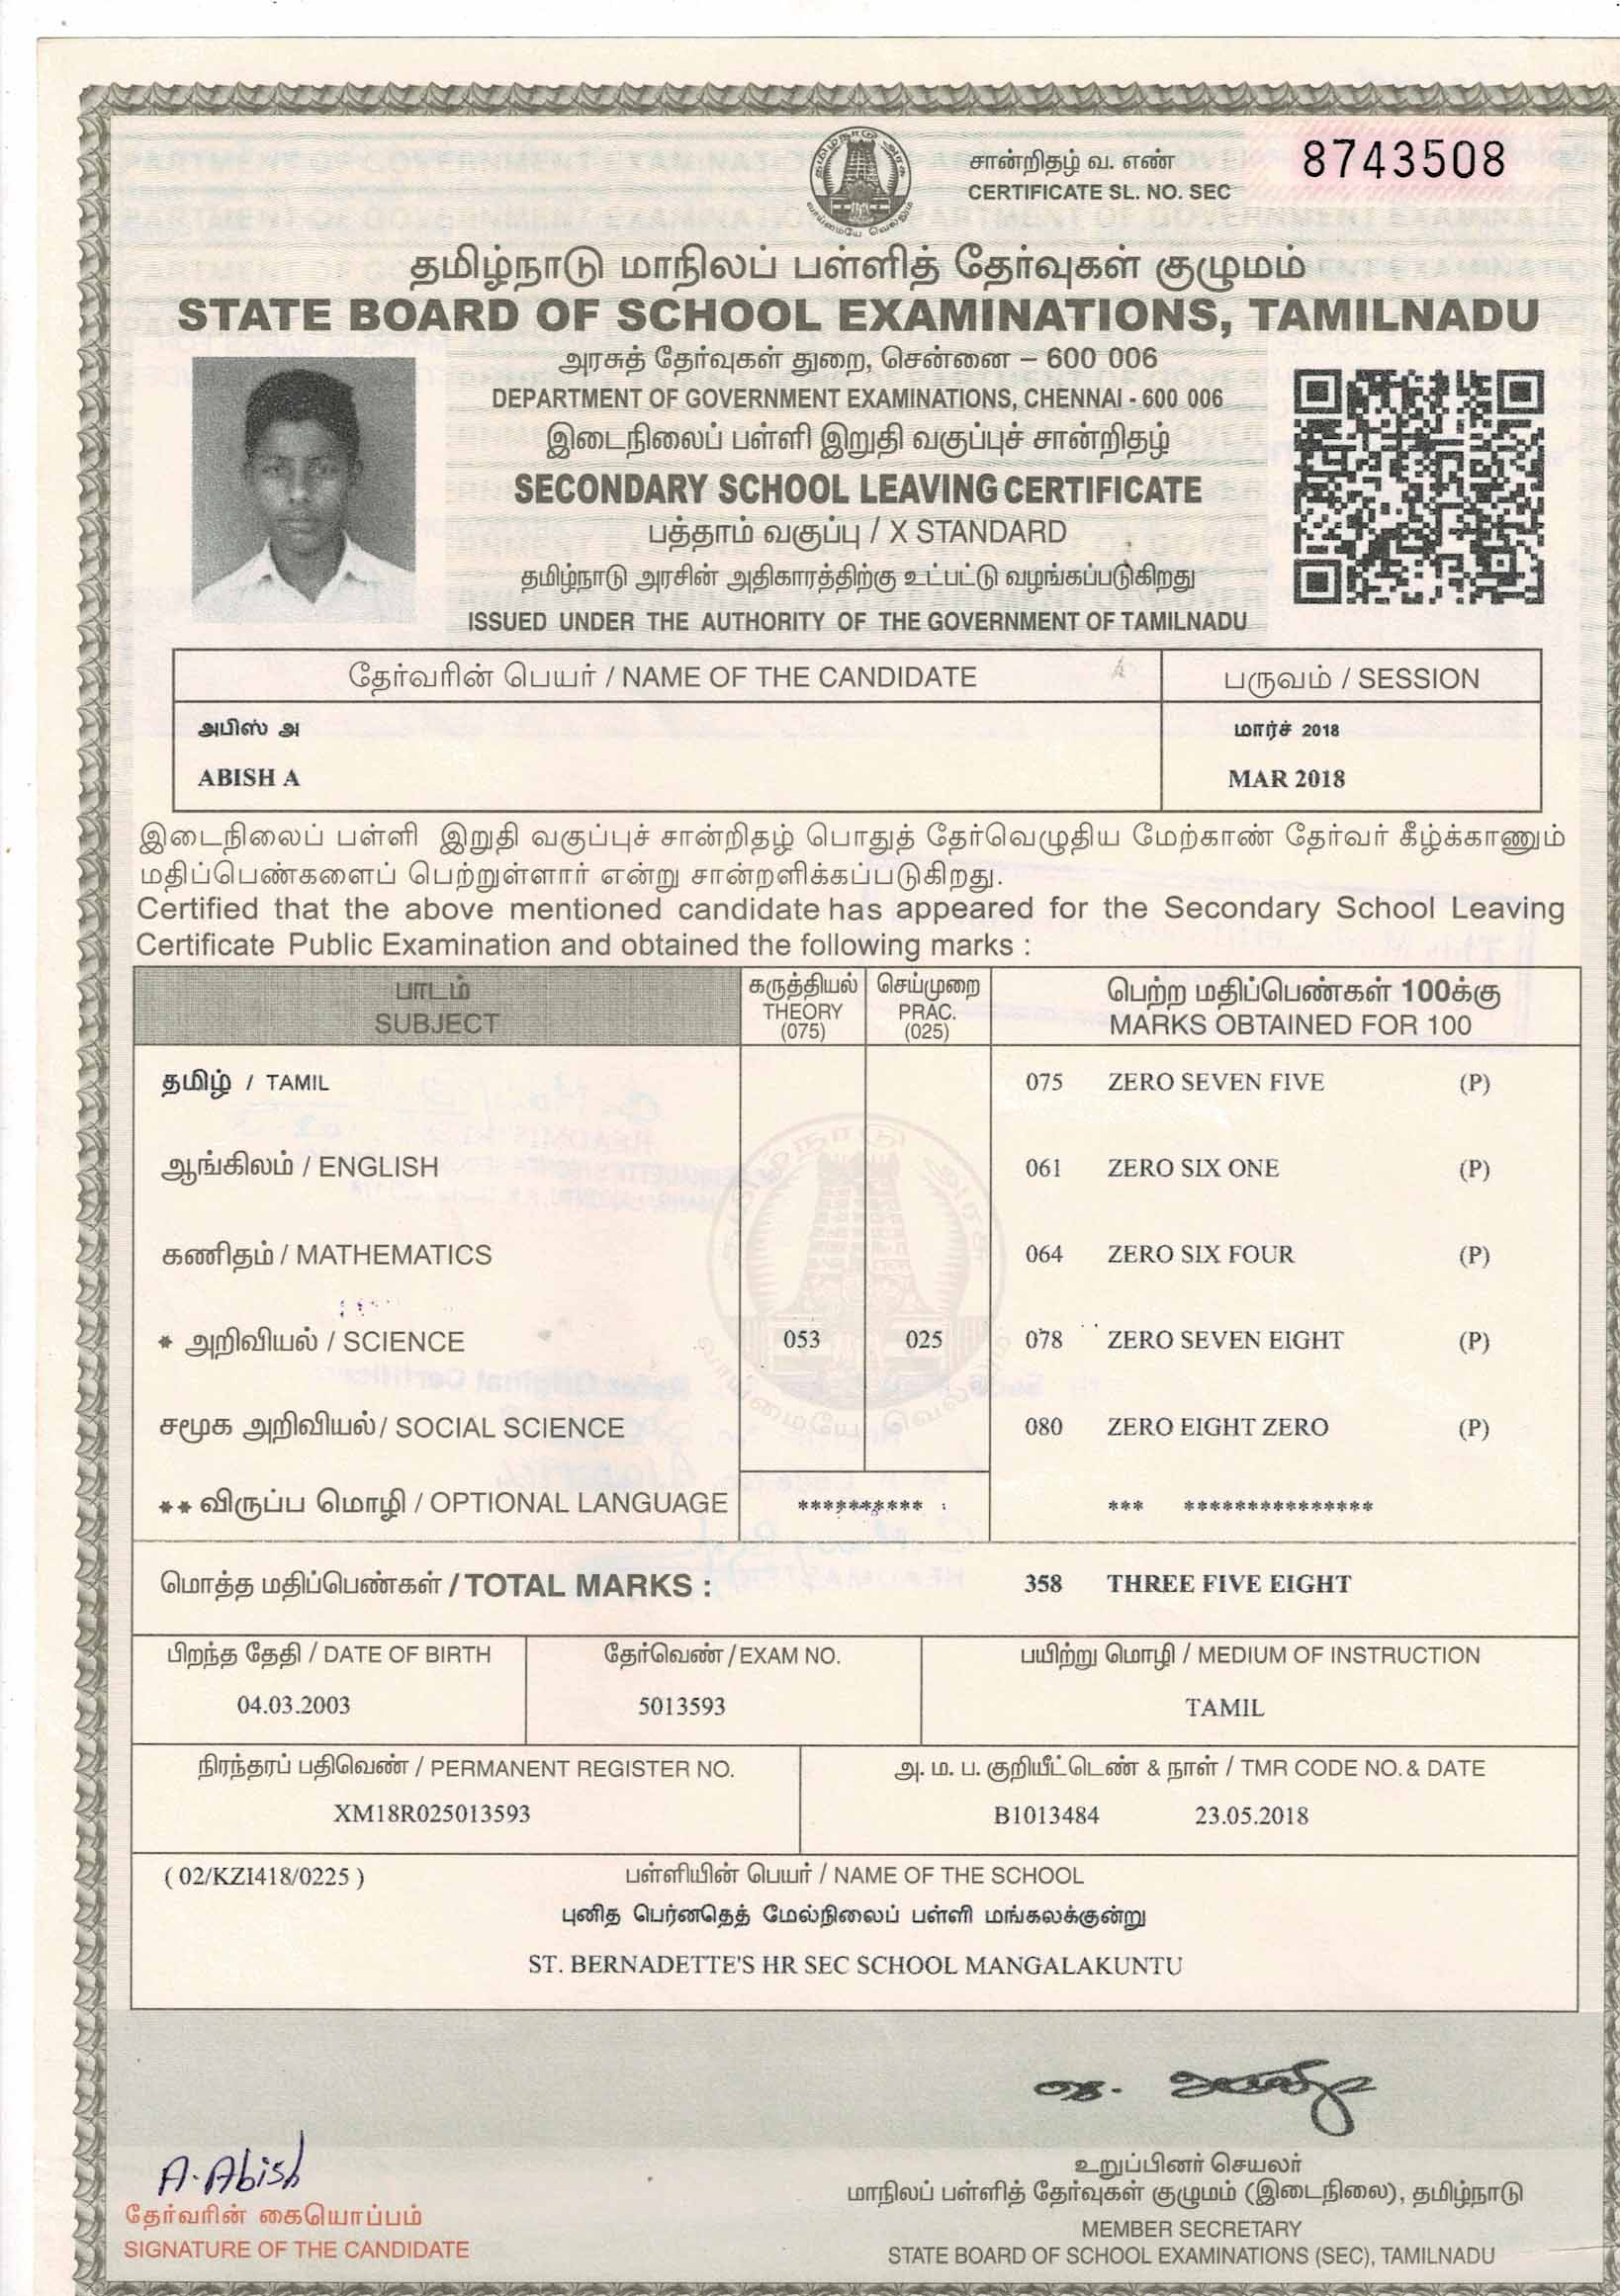 சான்றிதழ் வ. எண்
CERTIFICATE SL. NO. SEC
8743508
தமிழ்நாடு மாநிலப் பள்ளித் தேர்வுகள் குழுமம்
STATE BOARD OF SCHOOL EXAMINATIONS, TAMILNADU
அரசுத் தேர்வுகள் துறை, சென்னை – 600 006
DEPARTMENT OF GOVERNMENT EXAMINATIONS, CHENNAI - 600 006
இடைநிலைப் பள்ளி இறுதி வகுப்புச் சான்றிதழ்
SECONDARY SCHOOL LEAVING CERTIFICATE
பத்தாம் வகுப்பு / X STANDARD
தமிழ்நாடு அரசின் அதிகாரத்திற்கு உட்பட்டு வழங்கப்படுகிறது
ISSUED UNDER THE AUTHORITY OF THE GOVERNMENT OF TAMILNADU
தேர்வரின் பெயர் / NAME OF THE CANDIDATE பருவம் / SESSION
அபிஸ் அ மார்ச் 2018
ABISH A MAR 2018
இடைநிலைப் பள்ளி இறுதி வகுப்புச் சான்றிதழ் பொதுத் தேர்வெழுதிய மேற்காண் தேர்வர் கீழ்க்காணும்
மதிப்பெண்களைப் பெற்றுள்ளார் என்று சான்றளிக்கப்படுகிறது.
Certified that the above mentioned candidate has appeared for the Secondary School Leaving
Certificate Public Examination and obtained the following marks :
பாடம் கருத்தியல் செய்முறை பெற்ற மதிப்பெண்கள் 100க்கு
SUBJECT THEORY PRAC. MARKS OBTAINED FOR 100
(075) (025)
தமிழ் / TAMIL 075 ZERO SEVEN FIVE (P)
ஆங்கிலம் / ENGLISH 061 ZERO SIX ONE (P)
கணிதம் / MATHEMATICS 064 ZERO SIX FOUR (P)
* அறிவியல் / SCIENCE 053 025 078 ZERO SEVEN EIGHT (P)
சமூக அறிவியல் / SOCIAL SCIENCE 080 ZERO EIGHT ZERO (P)
** விருப்ப மொழி / OPTIONAL LANGUAGE ********** *** ***************
மொத்த மதிப்பெண்கள் / TOTAL MARKS : 358 THREE FIVE EIGHT
பிறந்த தேதி / DATE OF BIRTH தேர்வெண் / EXAM NO. பயிற்று மொழி / MEDIUM OF INSTRUCTION
04.03.2003 5013593 TAMIL
நிரந்தரப் பதிவெண் / PERMANENT REGISTER NO. அ. ம. ப. குறியீட்டெண் & நாள் / TMR CODE NO. & DATE
XM18R025013593 B1013484 23.05.2018
( 02/KZI418/0225 ) பள்ளியின் பெயர் / NAME OF THE SCHOOL
புனித பெர்னதெத் மேல்நிலைப் பள்ளி மங்கலக்குன்று
ST. BERNADETTE'S HR SEC SCHOOL MANGALAKUNTU
A. Abish
தேர்வரின் கையொப்பம்
SIGNATURE OF THE CANDIDATE
உறுப்பினர் செயலர்
மாநிலப் பள்ளித் தேர்வுகள் குழுமம் (இடைநிலை), தமிழ்நாடு
MEMBER SECRETARY
STATE BOARD OF SCHOOL EXAMINATIONS (SEC), TAMILNADU